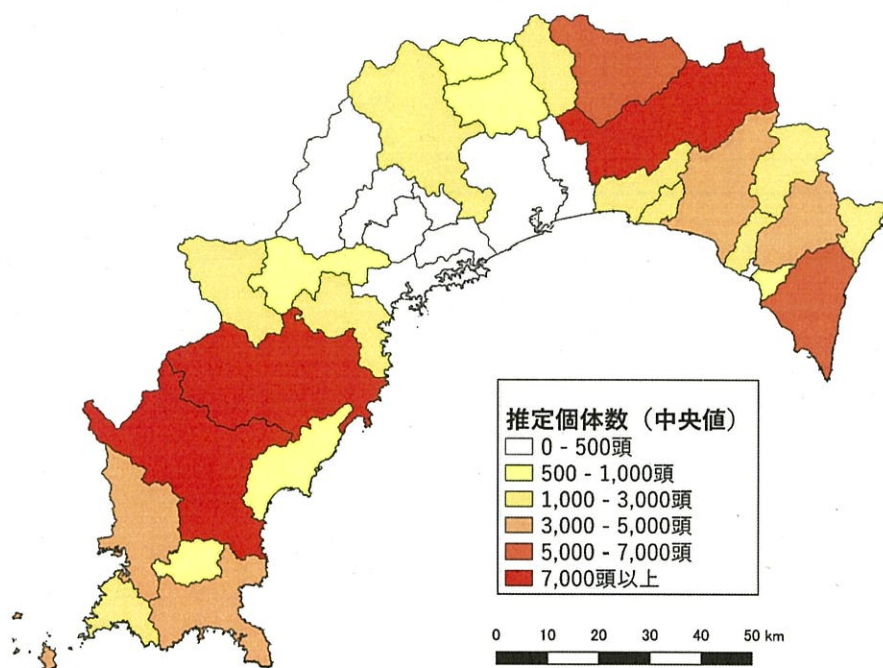 推定個体数（中央値）
0 - 500頭
500 - 1,000頭
1,000 - 3,000頭
3,000 - 5,000頭
5,000 - 7,000頭
7,000頭以上
0 10 20 30 40 50 km